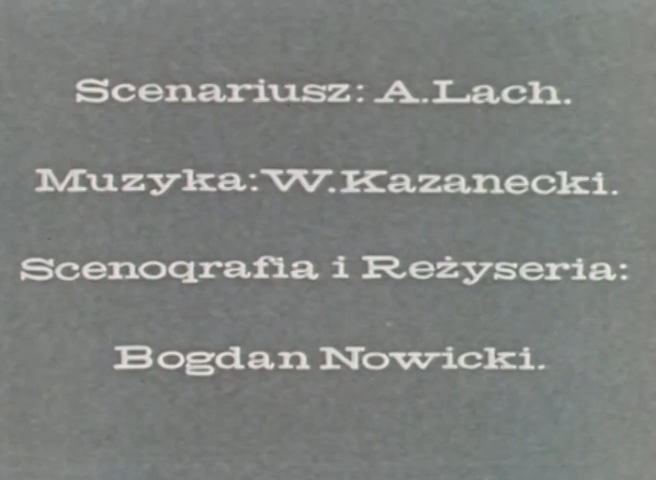 Scenariusz: A.Lach.
Muzyka:W.Kazanecki.
Scenoqrafia i Reżyseria:
Bogdan Nowicki.